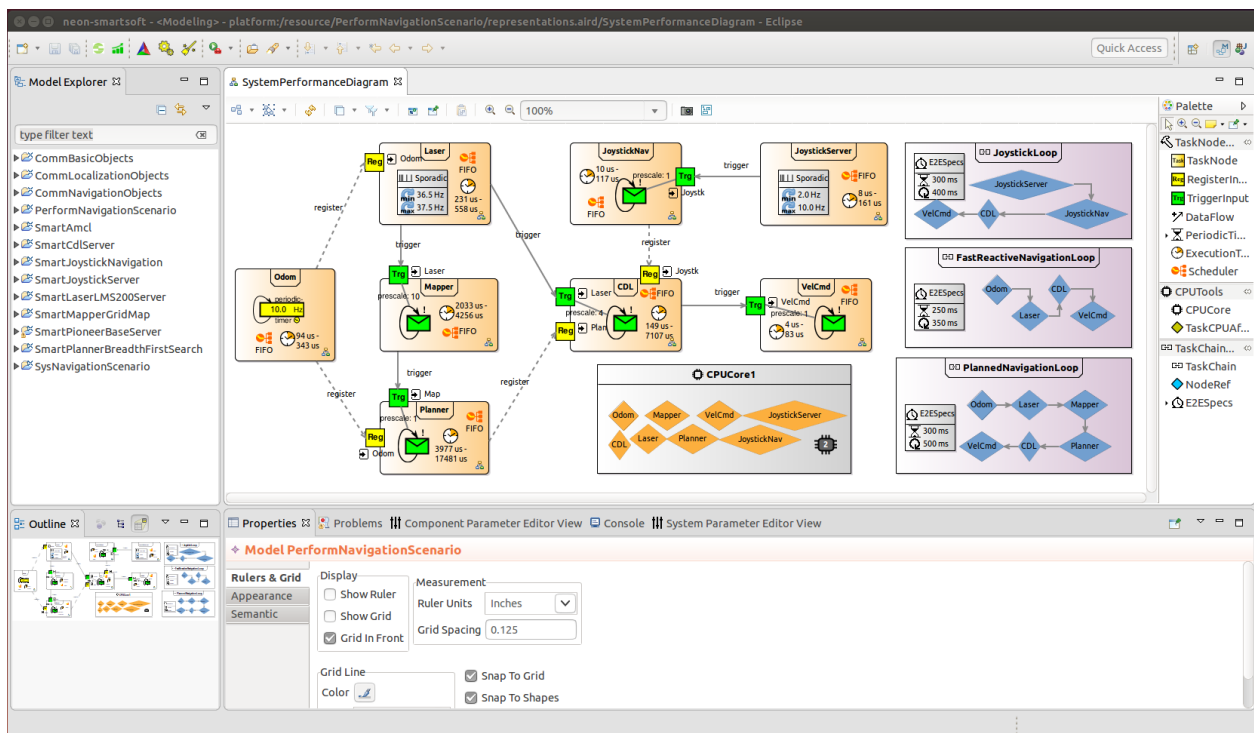 neon-smartsoft - <Modeling> - platform:/resource/PerformNavigationScenario/representations.aird/SystemPerformanceDiagram - Eclipse
Quick Access
Model Explorer
type filter text
CommBasicObjects
CommLocalizationObjects
CommNavigationObjects
PerformNavigationScenario
SmartAmcl
SmartCdlServer
SmartJoystickNavigation
SmartJoystickServer
SmartLaserLMS200Server
SmartMapperGridMap
SmartPioneerBaseServer
SmartPlannerBreadthFirstSearch
SysNavigationScenario
SystemPerformanceDiagram
100%
Laser
Reg
Odom
FIFO
Sporadic
min 36.5 Hz
max 37.5 Hz
231 us -
558 us
register
trigger
trigger
JoystickNav
10 us -
117 us
prescale: 1
Trg
Joystk
FIFO
trigger
JoystickServer
Sporadic
min 2.0 Hz
max 10.0 Hz
FIFO
8 us -
161 us
register
Odom
periodic-
10.0 Hz
timer
FIFO
94 us -
343 us
register
Trg
Laser
Mapper
prescale: 10
2033 us -
4256 us
FIFO
trigger
Trg
Map
Planner
prescale: 1
Reg
Odom
FIFO
3977 us -
17481 us
register
Reg
Joystk
CDL
Trg
Laser
FIFO
prescale: 4
Reg
Plan
149 us -
7107 us
trigger
VelCmd
Trg
VelCmd
FIFO
prescale: 1
4 us -
83 us
CPUCore1
Odom
Mapper
VelCmd
JoystickServer
CDL
Laser
Planner
JoystickNav
2
JoystickLoop
E2ESpecs
300 ms
400 ms
JoystickServer
VelCmd
CDL
JoystickNav
FastReactiveNavigationLoop
E2ESpecs
250 ms
350 ms
Odom
CDL
Laser
VelCmd
PlannedNavigationLoop
E2ESpecs
300 ms
500 ms
Odom
Laser
Mapper
VelCmd
CDL
Planner
Palette
TaskNode...
Task TaskNode
Reg RegisterIn...
Trg TriggerInput
DataFlow
PeriodicTi...
ExecutionT...
Scheduler
CPUTools
CPUCore
TaskCPUAf...
TaskChain...
TaskChain
NodeRef
E2ESpecs
Outline
Properties
Problems
Component Parameter Editor View
Console
System Parameter Editor View
Model PerformNavigationScenario
Rulers & Grid
Appearance
Semantic
Display
Show Ruler
Show Grid
Grid In Front
Measurement
Ruler Units
Inches
Grid Spacing
0.125
Grid Line
Color
Snap To Grid
Snap To Shapes